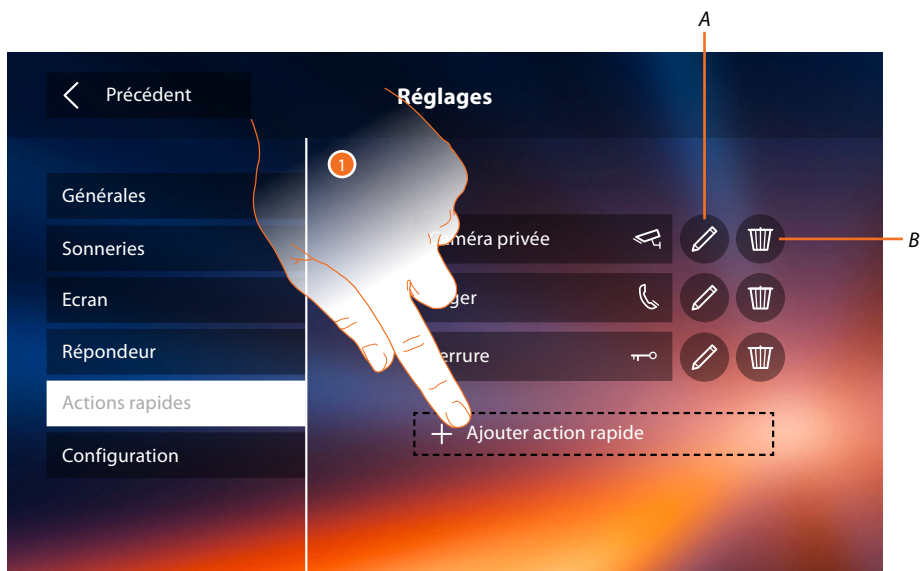 A
Précédent
Réglages
1
Générales
Sonneries
Ecran
Répondeur
Actions rapides
Configuration
méra privée
B
ger
errure
Ajouter action rapide